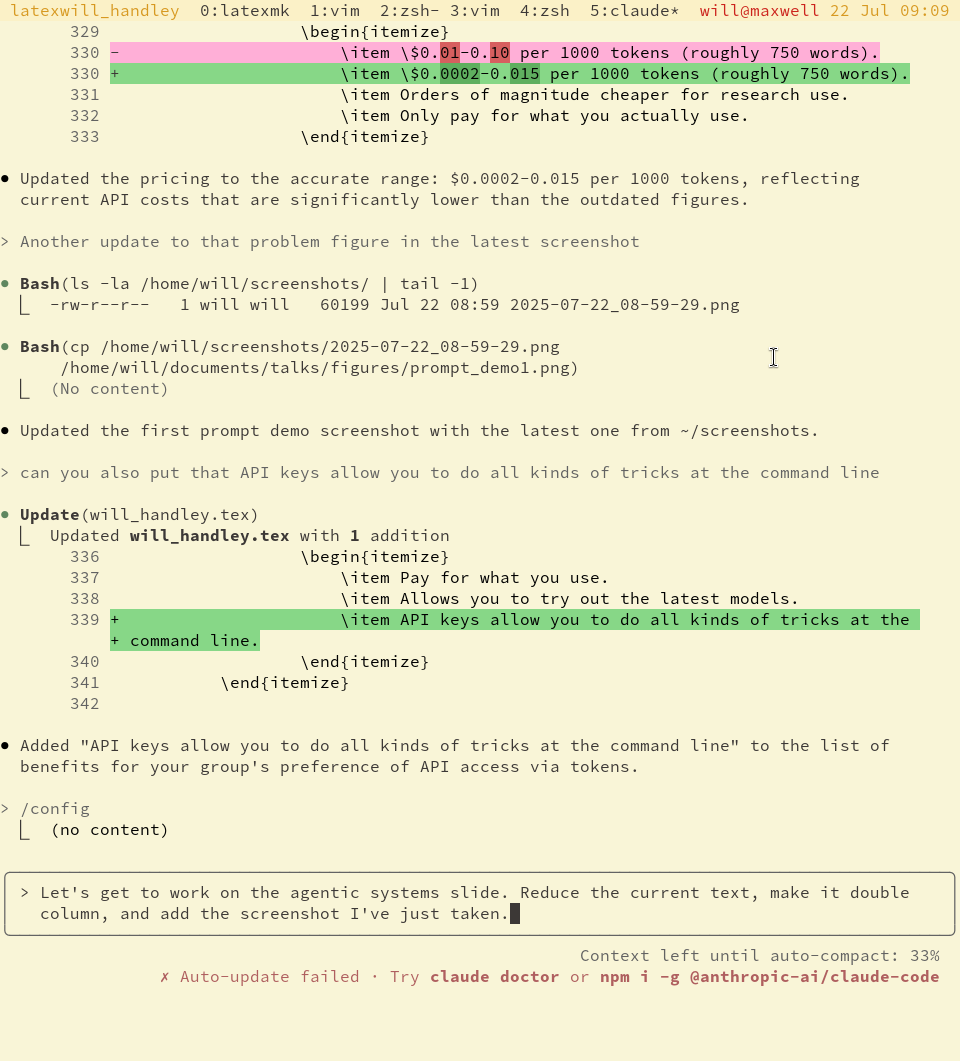 latexwill_handley 0:latexmk 1:vim 2:zsh- 3:vim 4:zsh 5:claude* will@maxwell 22 Jul 09:09
329 \begin{itemize}
330 - \item \$0.01-0.10 per 1000 tokens (roughly 750 words).
330 + \item \$0.0002-0.015 per 1000 tokens (roughly 750 words).
331 \item Orders of magnitude cheaper for research use.
332 \item Only pay for what you actually use.
333 \end{itemize}
● Updated the pricing to the accurate range: $0.0002-0.015 per 1000 tokens, reflecting
current API costs that are significantly lower than the outdated figures.
> Another update to that problem figure in the latest screenshot
● Bash(ls -la /home/will/screenshots/ | tail -1)
⎿ -rw-r--r-- 1 will will 60199 Jul 22 08:59 2025-07-22_08-59-29.png
● Bash(cp /home/will/screenshots/2025-07-22_08-59-29.png
/home/will/documents/talks/figures/prompt_demo1.png)
⎿ (No content)
● Updated the first prompt demo screenshot with the latest one from ~/screenshots.
> can you also put that API keys allow you to do all kinds of tricks at the command line
● Update(will_handley.tex)
⎿ Updated will_handley.tex with 1 addition
336 \begin{itemize}
337 \item Pay for what you use.
338 \item Allows you to try out the latest models.
339 + \item API keys allow you to do all kinds of tricks at the
+ command line.
340 \end{itemize}
341 \end{itemize}
342
● Added "API keys allow you to do all kinds of tricks at the command line" to the list of
benefits for your group's preference of API access via tokens.
> /config
⎿ (no content)
> Let's get to work on the agentic systems slide. Reduce the current text, make it double
column, and add the screenshot I've just taken.
Context left until auto-compact: 33%
✗ Auto-update failed · Try claude doctor or npm i -g @anthropic-ai/claude-code